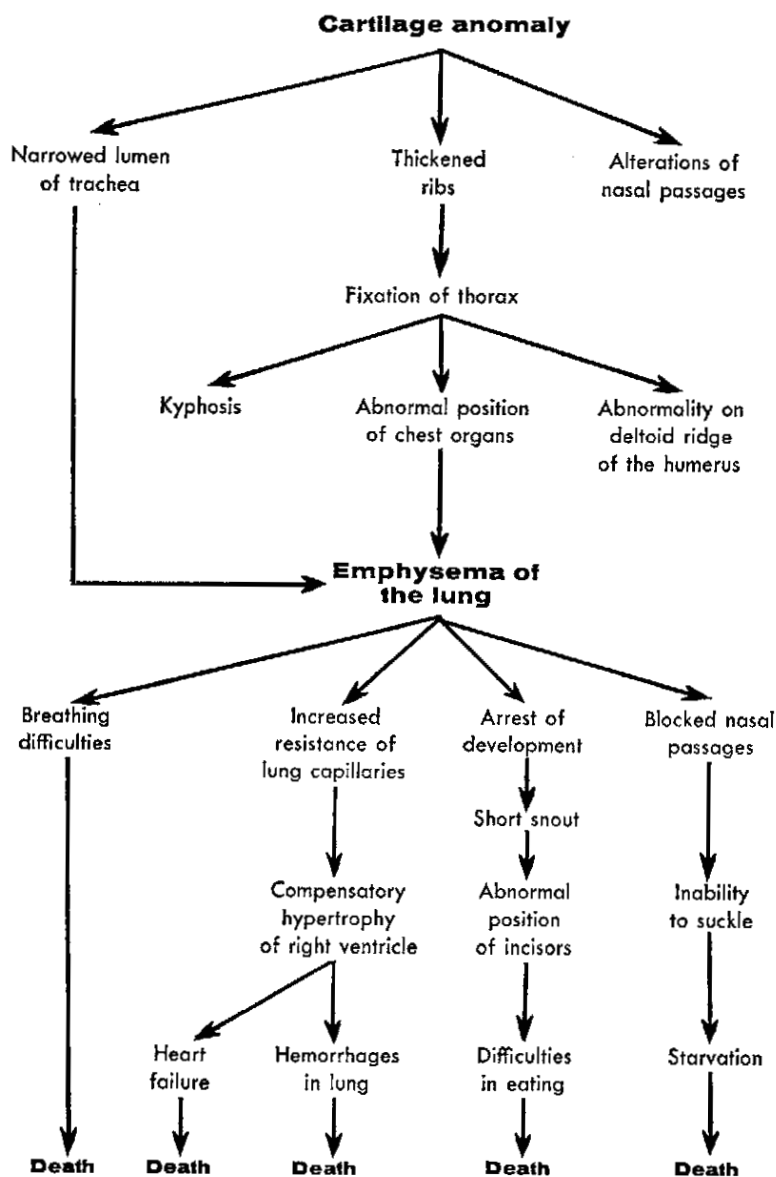 Cartilage anomaly
Narrowed lumen
of trachea
Thickened
ribs
Alterations of
nasal passages
Fixation of thorax
Kyphosis
Abnormal position
of chest organs
Abnormality on
deltoid ridge
of the humerus
Emphysema of
the lung
Breathing
difficulties
Increased
resistance of
lung capillaries
Arrest of
development
Blocked nasal
passages
Short snout
Compensatory
hypertrophy
of right ventricle
Abnormal
position
of incisors
Inability
to suckle
Heart
failure
Hemorrhages
in lung
Difficulties
in eating
Starvation
Death
Death
Death
Death
Death